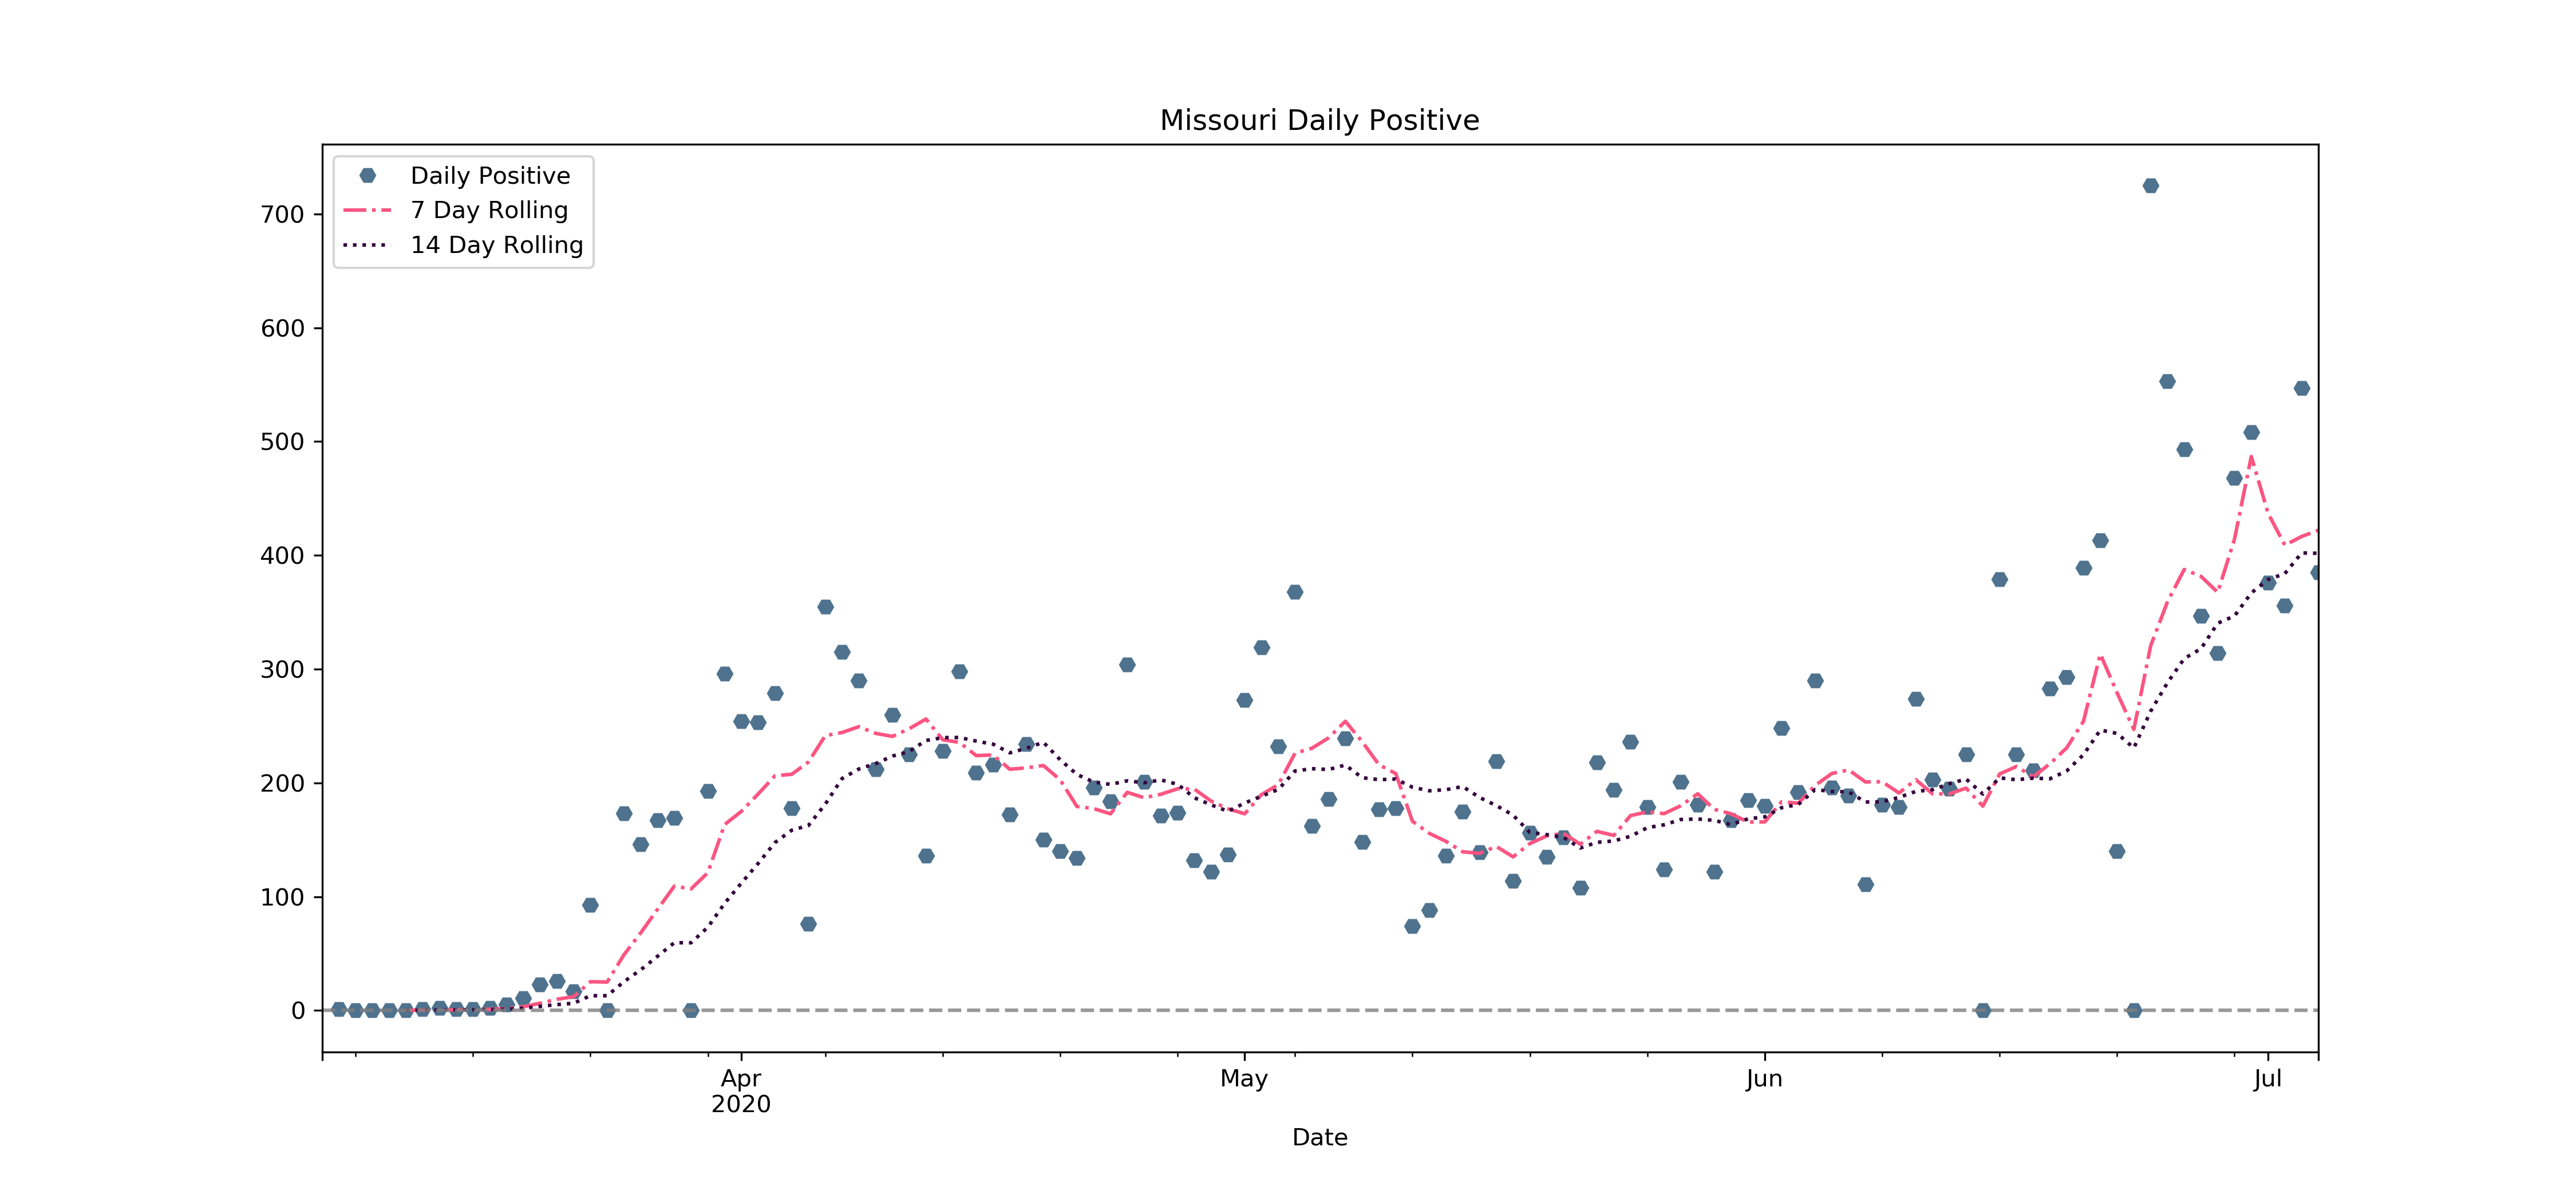 Missouri Daily Positive
Daily Positive
7 Day Rolling
14 Day Rolling
700
600
500
400
300
200
100
0
Apr
2020
May
Jun
Jul
Date